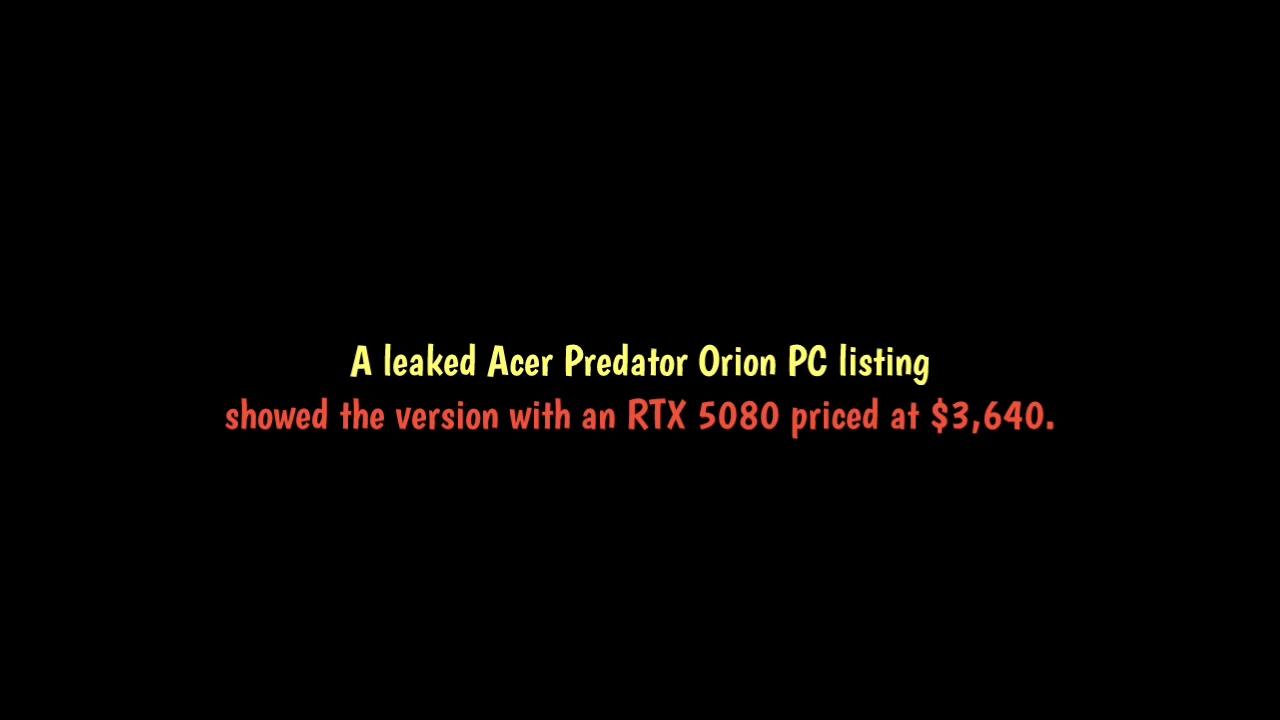 A leaked Acer Predator Orion PC listing
showed the version with an RTX 5080 priced at $3,640.